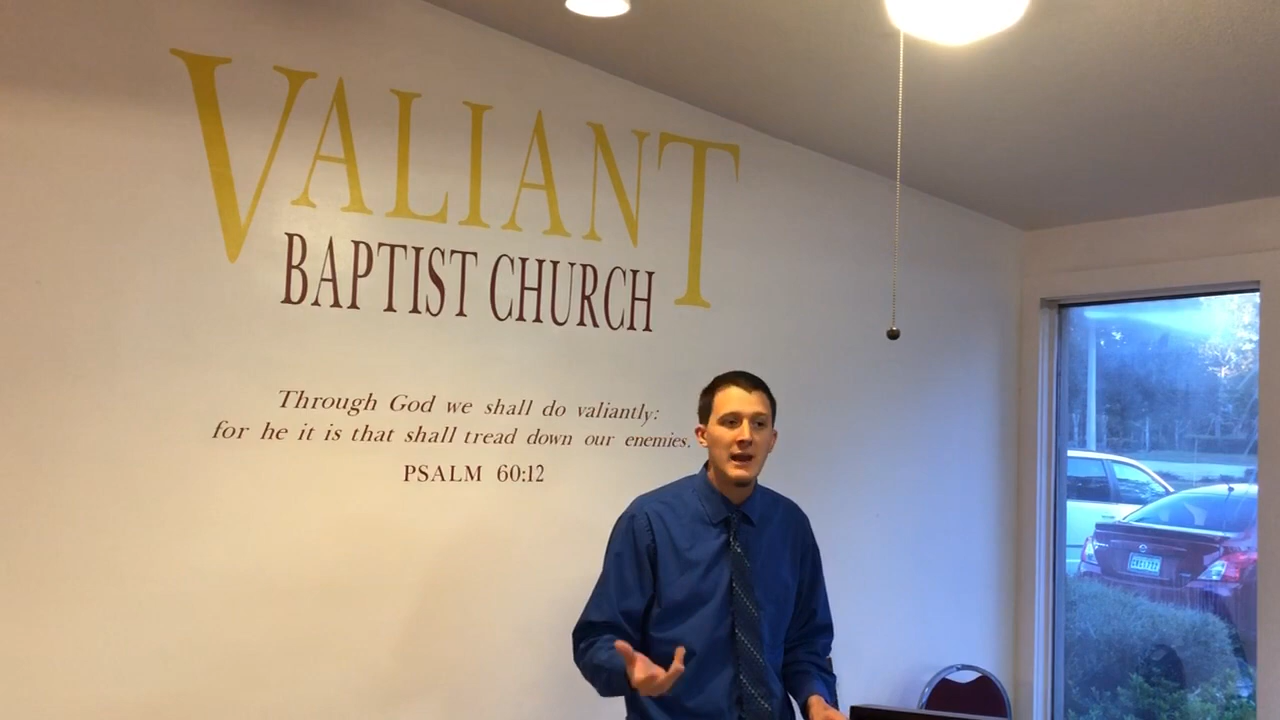 VALIANT
BAPTIST CHURCH
Through God we shall do valiantly:
for he it is that shall tread down our enemies.
PSALM 60:12